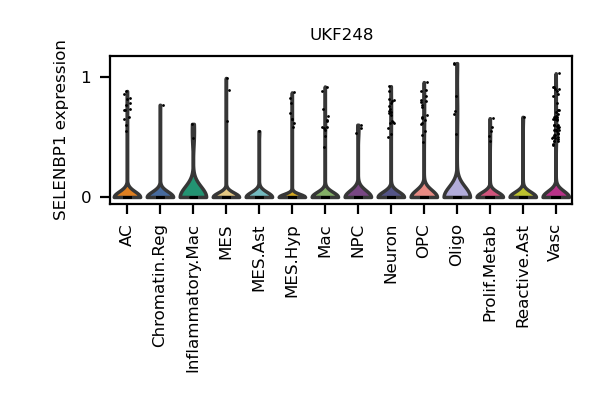 UKF248
SELENBP1 expression
1
0
AC
Chromatin.Reg
Inflammatory.Mac
MES
MES.Ast
MES.Hyp
Mac
NPC
Neuron
OPC
Oligo
Prolif.Metab
Reactive.Ast
Vasc